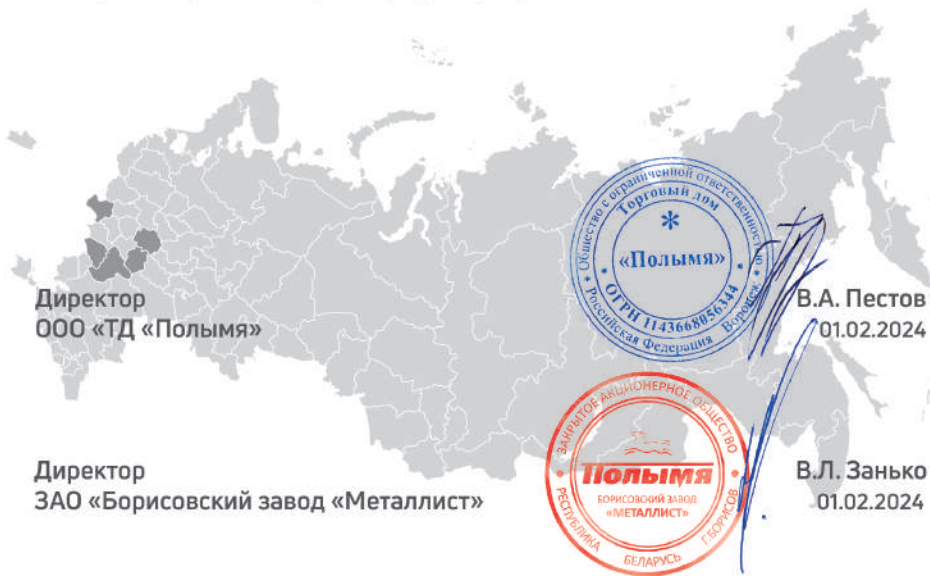 Общество с ограниченной ответственностью
Торговый дом
*
«Полымя»
ОГРН 1143668056344
Российская Федерация Воронеж
Директор
ООО «ТД «Полымя»
В.А. Пестов
01.02.2024
ЗАКРЫТОЕ АКЦИОНЕРНОЕ ОБЩЕСТВО
ПОЛЫМЯ
БОРИСОВСКИЙ ЗАВОД
«МЕТАЛЛИСТ»
РЕСПУБЛИКА БЕЛАРУСЬ Г.БОРИСОВ
Директор
ЗАО «Борисовский завод «Металлист»
В.Л. Занько
01.02.2024